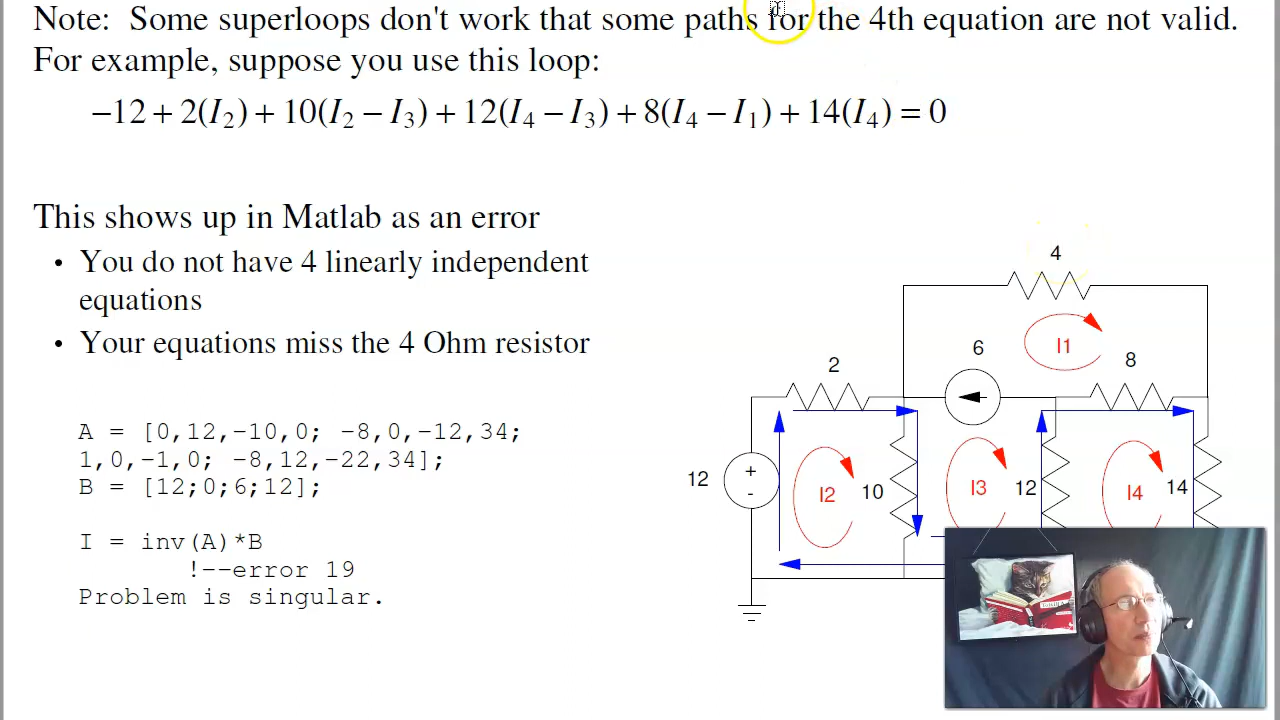 Note: Some superloops don't work that some paths for the 4th equation are not valid.
For example, suppose you use this loop:
−12 + 2(I₂) + 10(I₂ − I₃) + 12(I₄ − I₃) + 8(I₄ − I₁) + 14(I₄) = 0
This shows up in Matlab as an error
• You do not have 4 linearly independent
equations
• Your equations miss the 4 Ohm resistor
A = [0,12,-10,0; -8,0,-12,34;
1,0,-1,0; -8,12,-22,34];
B = [12;0;6;12];
I = inv(A)*B
!--error 19
Problem is singular.
4
I1
6
8
2
12
+
-
I2
10
I3
12
I4
14